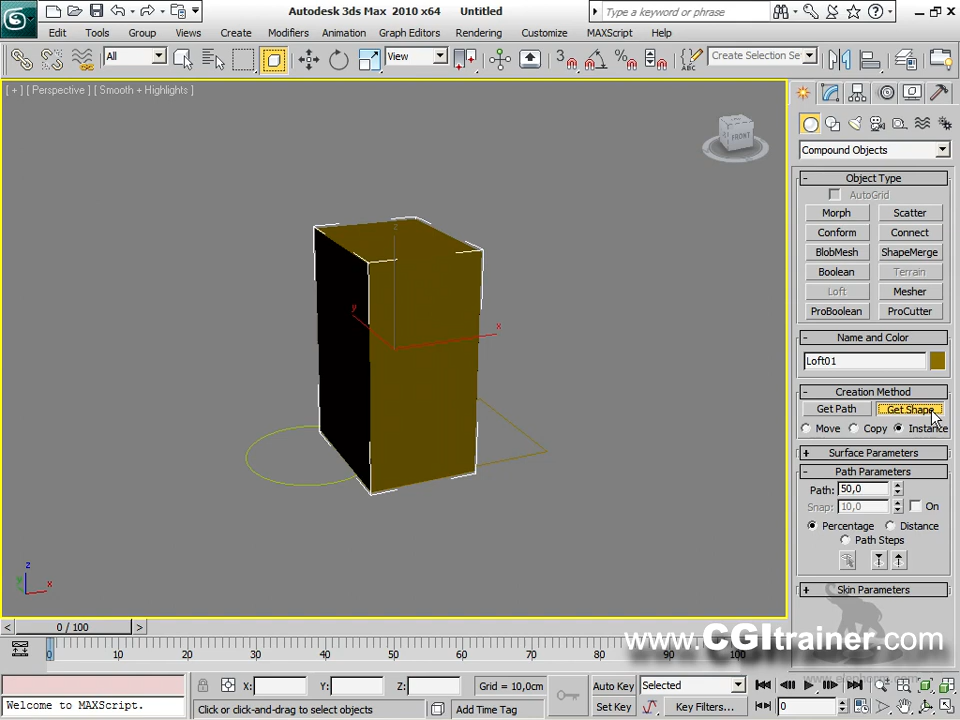 Autodesk 3ds Max 2010 x64 Untitled
Type a keyword or phrase
Edit Tools Group Views Create Modifiers Animation Graph Editors Rendering Customize MAXScript Help
All
View
3
Create Selection Se
[ + ] [ Perspective ] [ Smooth + Highlights ]
FRONT
Compound Objects
Object Type
AutoGrid
Morph Scatter
Conform Connect
BlobMesh ShapeMerge
Boolean Terrain
Loft Mesher
ProBoolean ProCutter
Name and Color
Loft01
Creation Method
Get Path Get Shape
Move Copy Instance
Surface Parameters
Path Parameters
Path: 50,0
Snap: 10,0 On
Percentage Distance
Path Steps
Skin Parameters
z
y
x
z
y
x
0 / 100
0 10 20 30 40 50 60 70 80 90 100
www.CGItrainer.com
X: Y: Z: Grid = 10,0cm
Auto Key Selected
Welcome to MAXScript.
Click or click-and-drag to select objects
Add Time Tag
Set Key Key Filters...
0